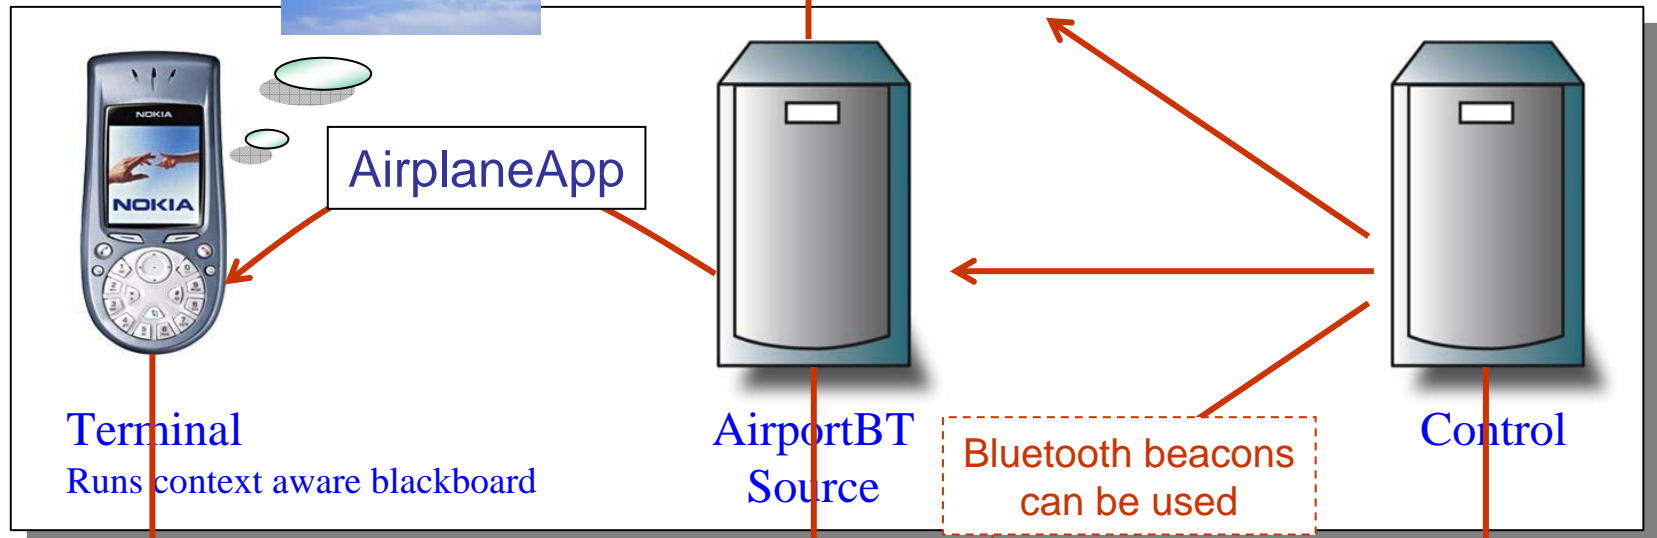 NOKIA
NOKIA
AirplaneApp
Terminal
Runs context aware blackboard
AirportBT
Source
Bluetooth beacons
can be used
Control